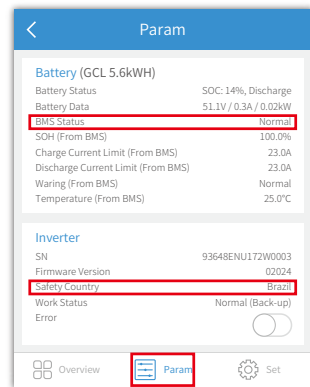 Param
Battery (GCL 5.6kWH)
Battery Status SOC: 14%, Discharge
Battery Data 51.1V / 0.3A / 0.02kW
BMS Status Normal
SOH (From BMS) 100.0%
Charge Current Limit (From BMS) 23.0A
Discharge Current Limit (From BMS) 23.0A
Waring (From BMS) Normal
Temperature (From BMS) 25.0°C
Inverter
SN 93648ENU172W0003
Firmware Version 02024
Safety Country Brazil
Work Status Normal (Back-up)
Error
Overview Param Set